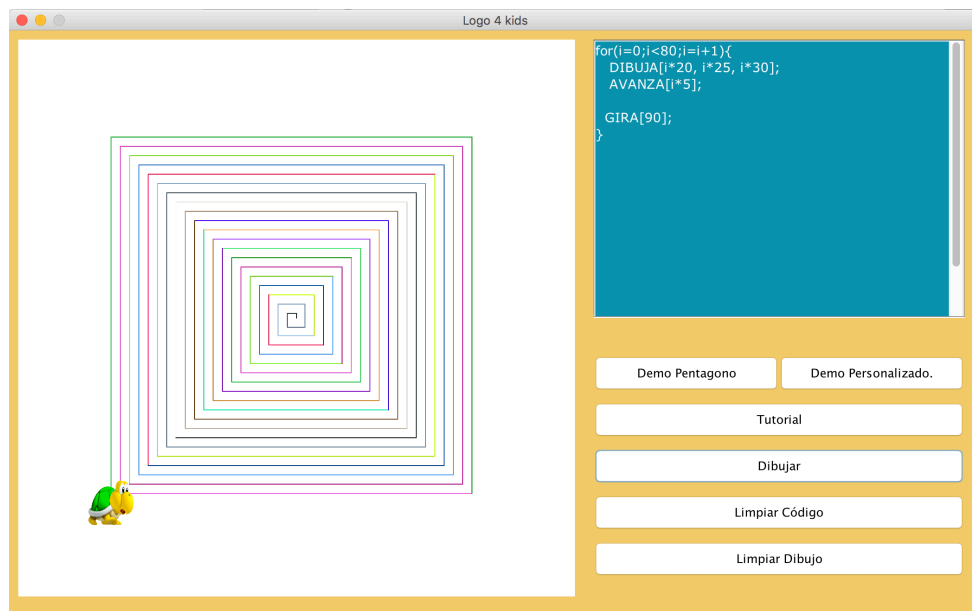 Logo 4 kids
for(i=0;i<80;i=i+1){
DIBUJA[i*20, i*25, i*30];
AVANZA[i*5];
GIRA[90];
}
Demo Pentagono
Demo Personalizado.
Tutorial
Dibujar
Limpiar Código
Limpiar Dibujo